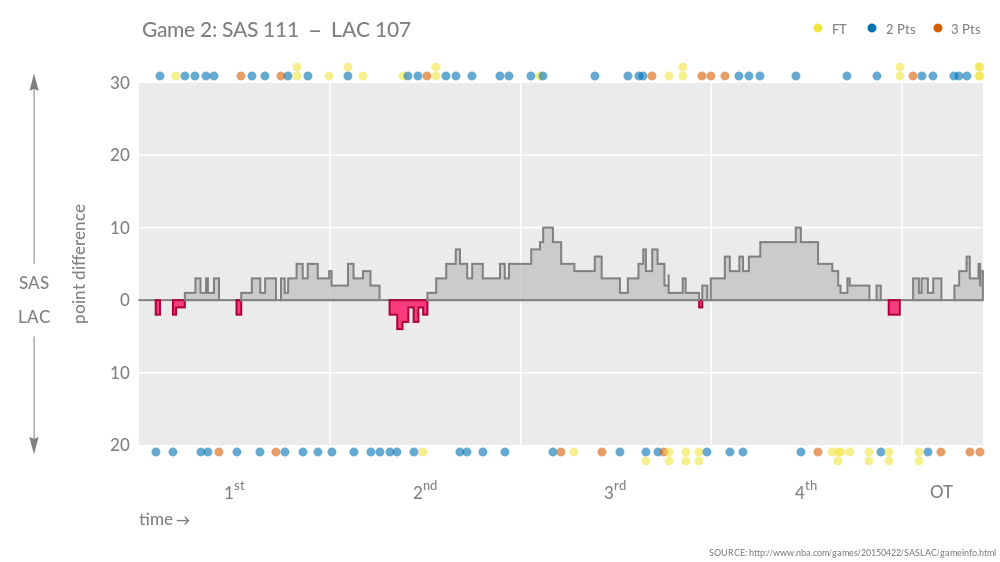 Game 2: SAS 111 – LAC 107
FT 2 Pts 3 Pts
30
20
10
0
10
20
SAS
LAC
point difference
1st 2nd 3rd 4th OT
time→
SOURCE: http://www.nba.com/games/20150422/SASLAC/gameinfo.html